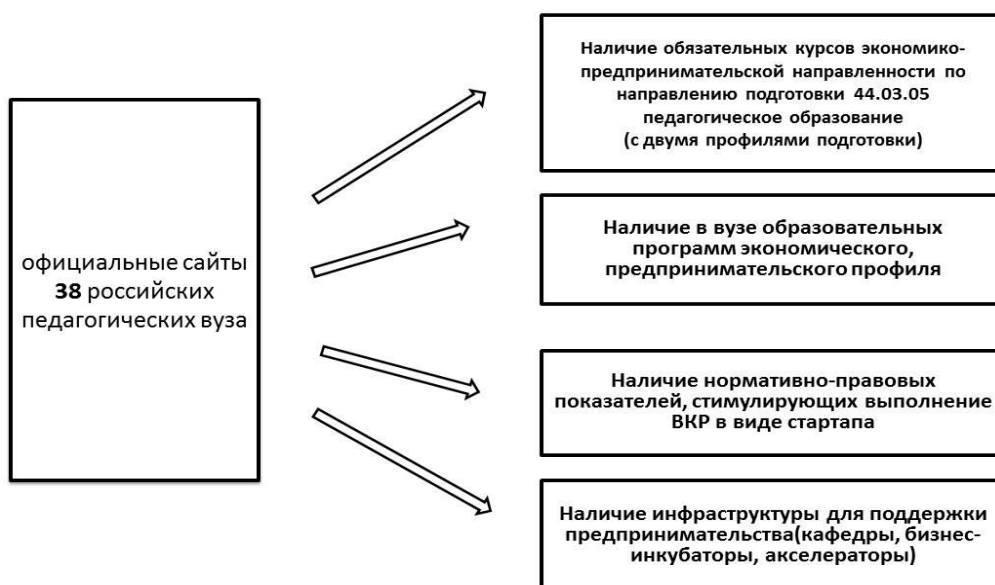 официальные сайты
38 российских
педагогических вуза
Наличие обязательных курсов экономико-
предпринимательской направленности по
направлению подготовки 44.03.05
педагогическое образование
(с двумя профилями подготовки)
Наличие в вузе образовательных
программ экономического,
предпринимательского профиля
Наличие нормативно-правовых
показателей, стимулирующих выполнение
ВКР в виде стартапа
Наличие инфраструктуры для поддержки
предпринимательства(кафедры, бизнес-
инкубаторы, акселераторы)